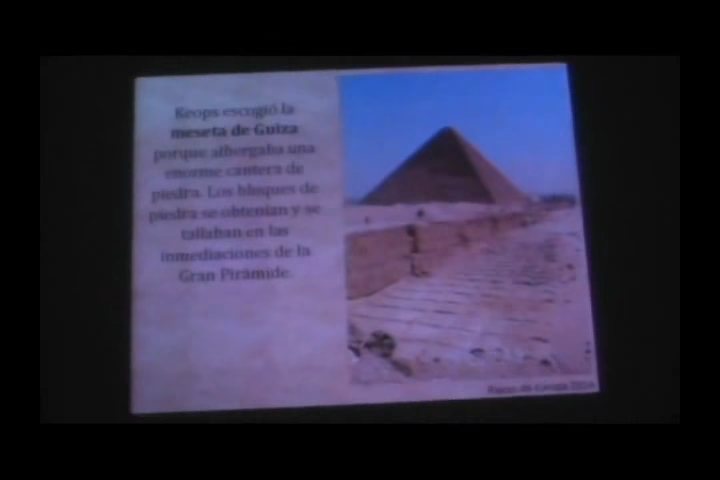 Keops escogió la
meseta de Guiza
porque albergaba una
enorme cantera de
piedra. Los bloques de
piedra se obtenían y se
tallaban en las
inmediaciones de la
Gran Pirámide.